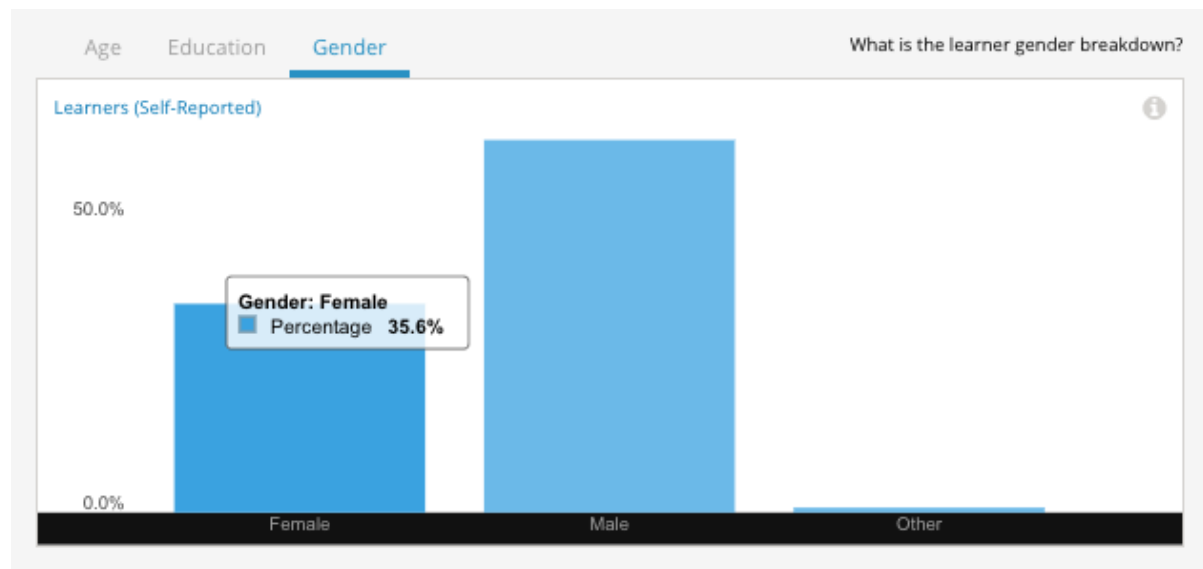 Age Education Gender What is the learner gender breakdown?
Learners (Self-Reported)
50.0%
Gender: Female
Percentage 35.6%
0.0%
Female Male Other